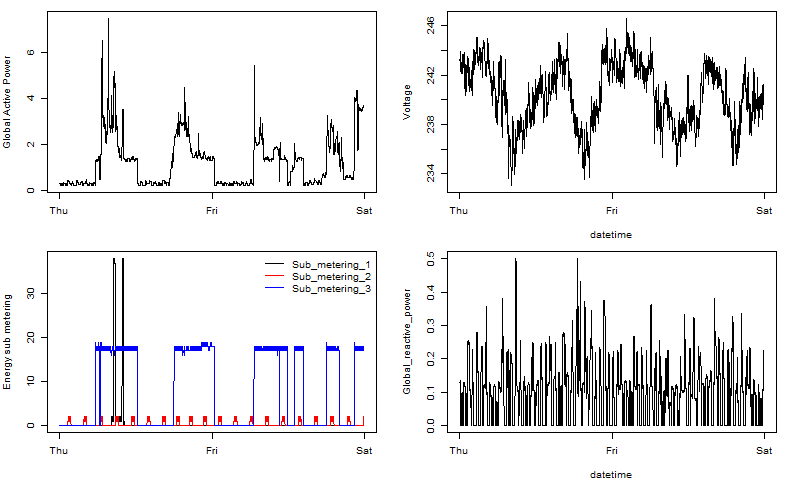 Global Active Power
0
2
4
6
Thu
Fri
Sat
Voltage
234
238
242
246
Thu
Fri
Sat
datetime
Energy sub metering
0
10
20
30
Sub_metering_1
Sub_metering_2
Sub_metering_3
Thu
Fri
Sat
Global_reactive_power
0.0
0.1
0.2
0.3
0.4
0.5
Thu
Fri
Sat
datetime